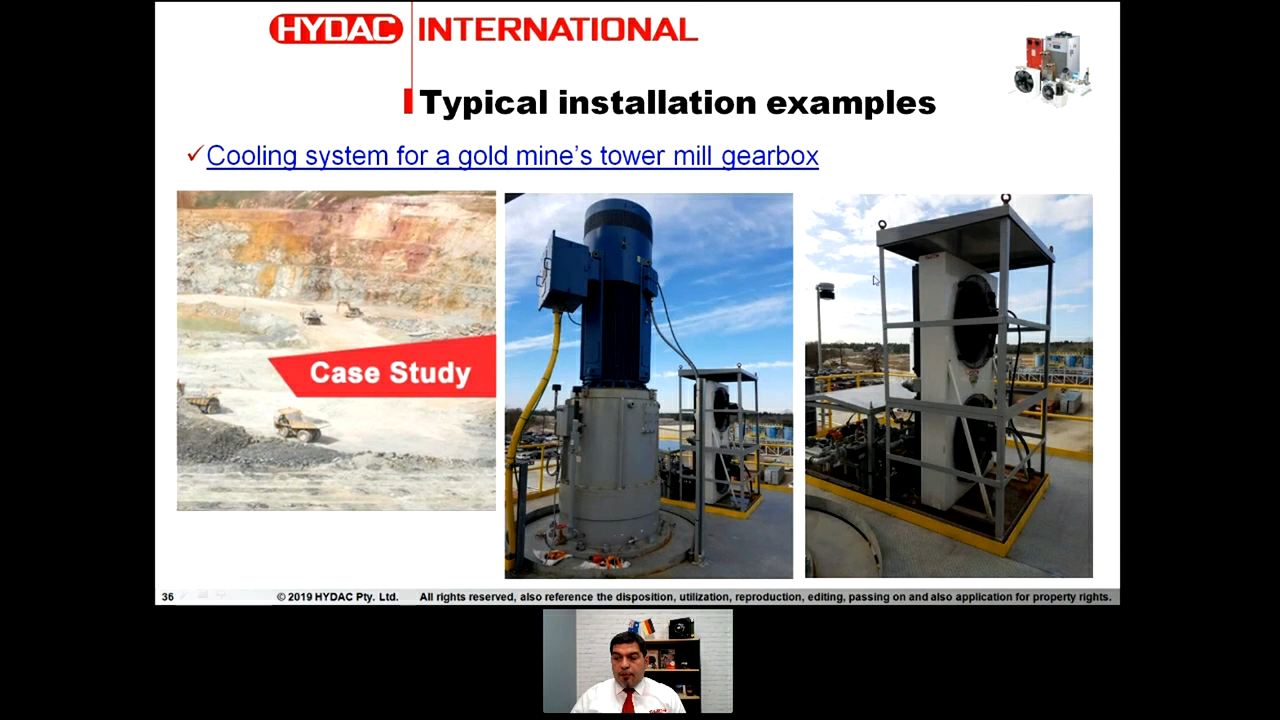 HYDAC INTERNATIONAL
Typical installation examples
Cooling system for a gold mine's tower mill gearbox
Case Study
36 © 2019 HYDAC Pty. Ltd. All rights reserved, also reference the disposition, utilization, reproduction, editing, passing on and also application for property rights.